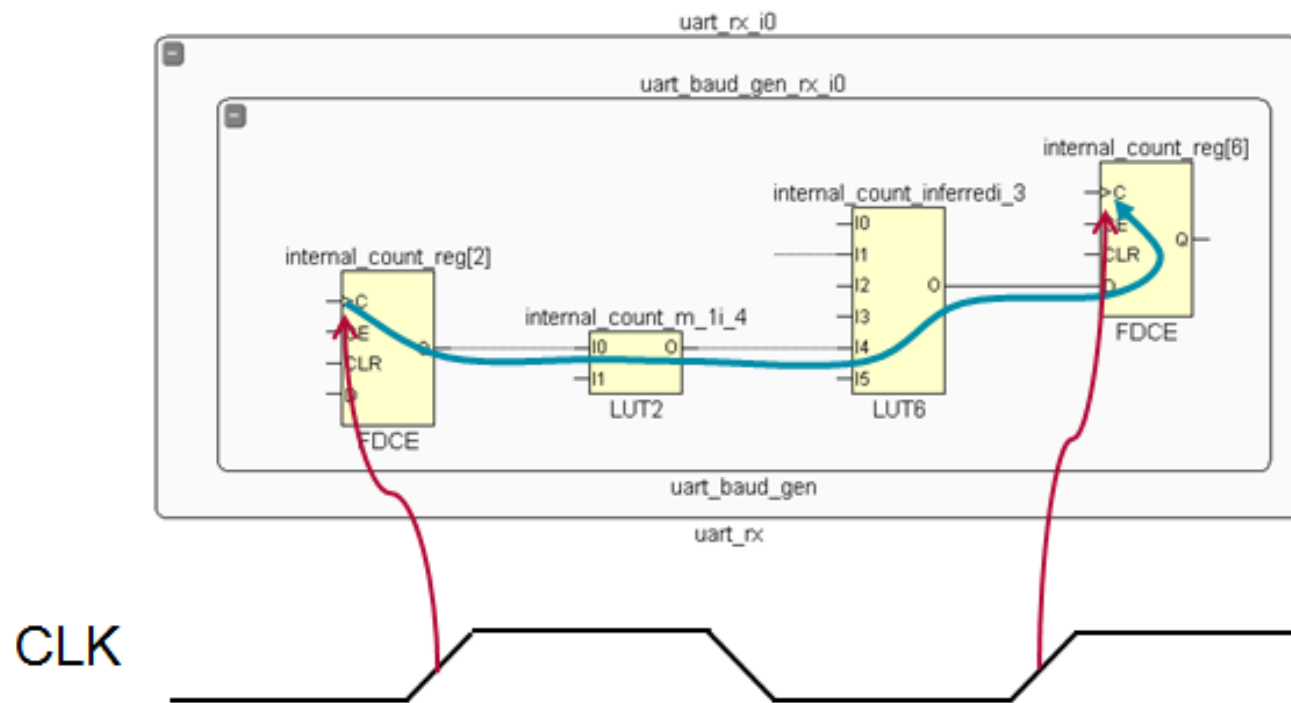 uart_rx_i0
uart_baud_gen_rx_i0
internal_count_reg[6]
internal_count_inferredi_3
internal_count_reg[2]
internal_count_m_1i_4
C
CLR
FDCE
I0
O
I1
LUT2
I0
I1
I2
I3
I4
I5
O
LUT6
C
CLR
Q
FDCE
uart_baud_gen
uart_rx
CLK